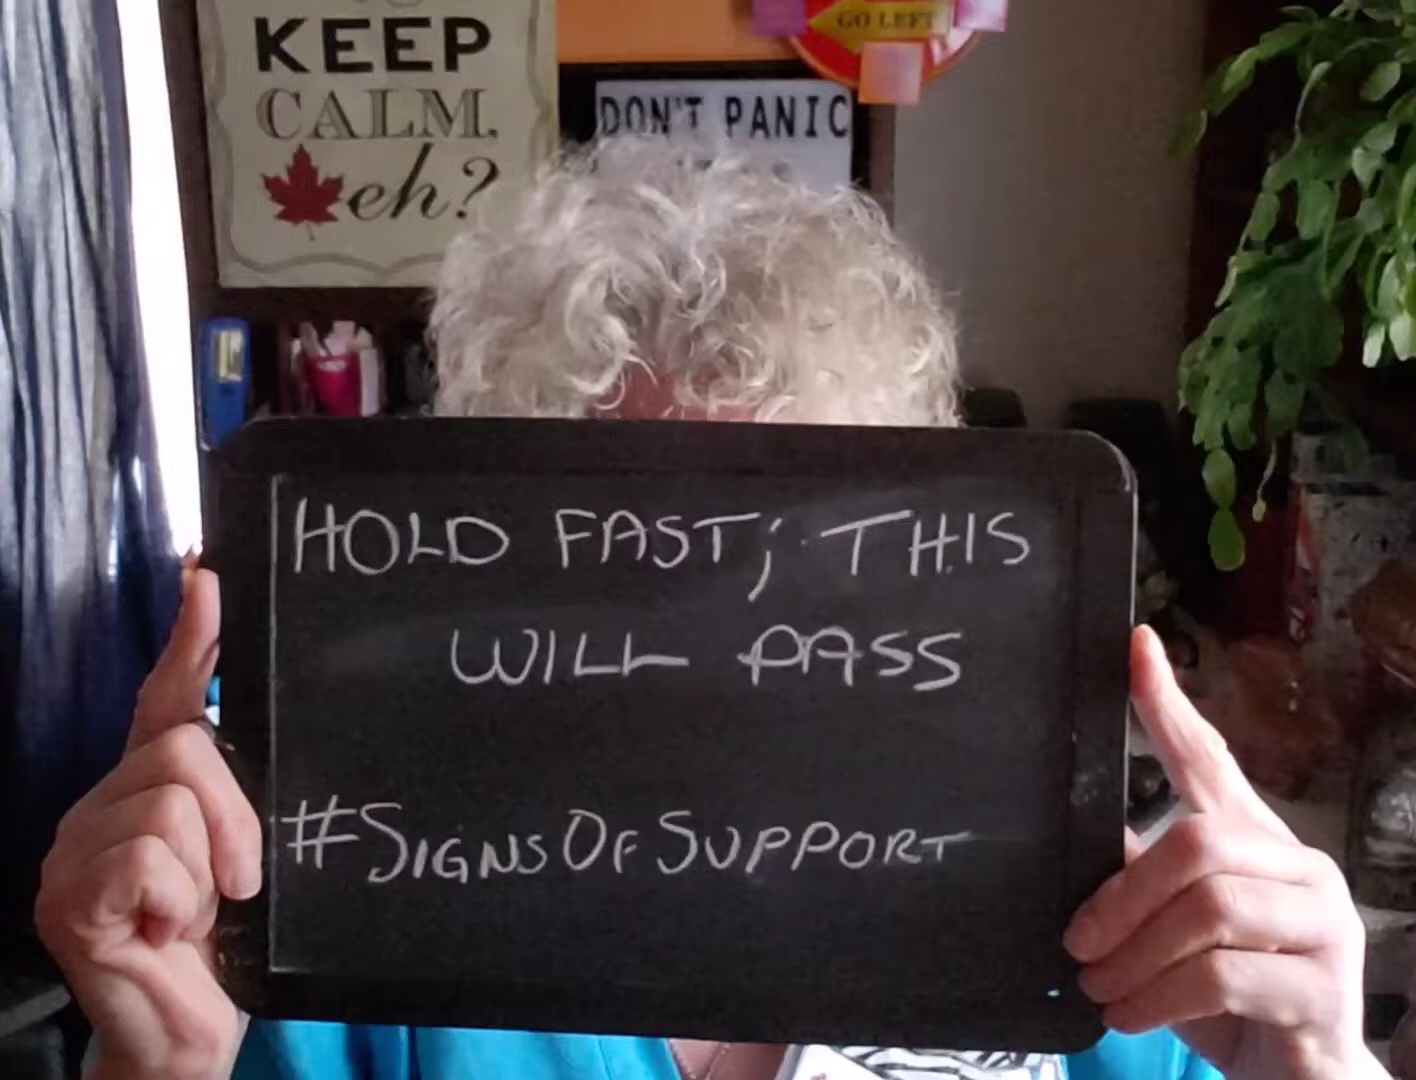 KEEP
CALM,
eh?
GO LEFT
DON'T PANIC
HOLD FAST; THIS
WILL PASS
#SIGNSOFSUPPORT